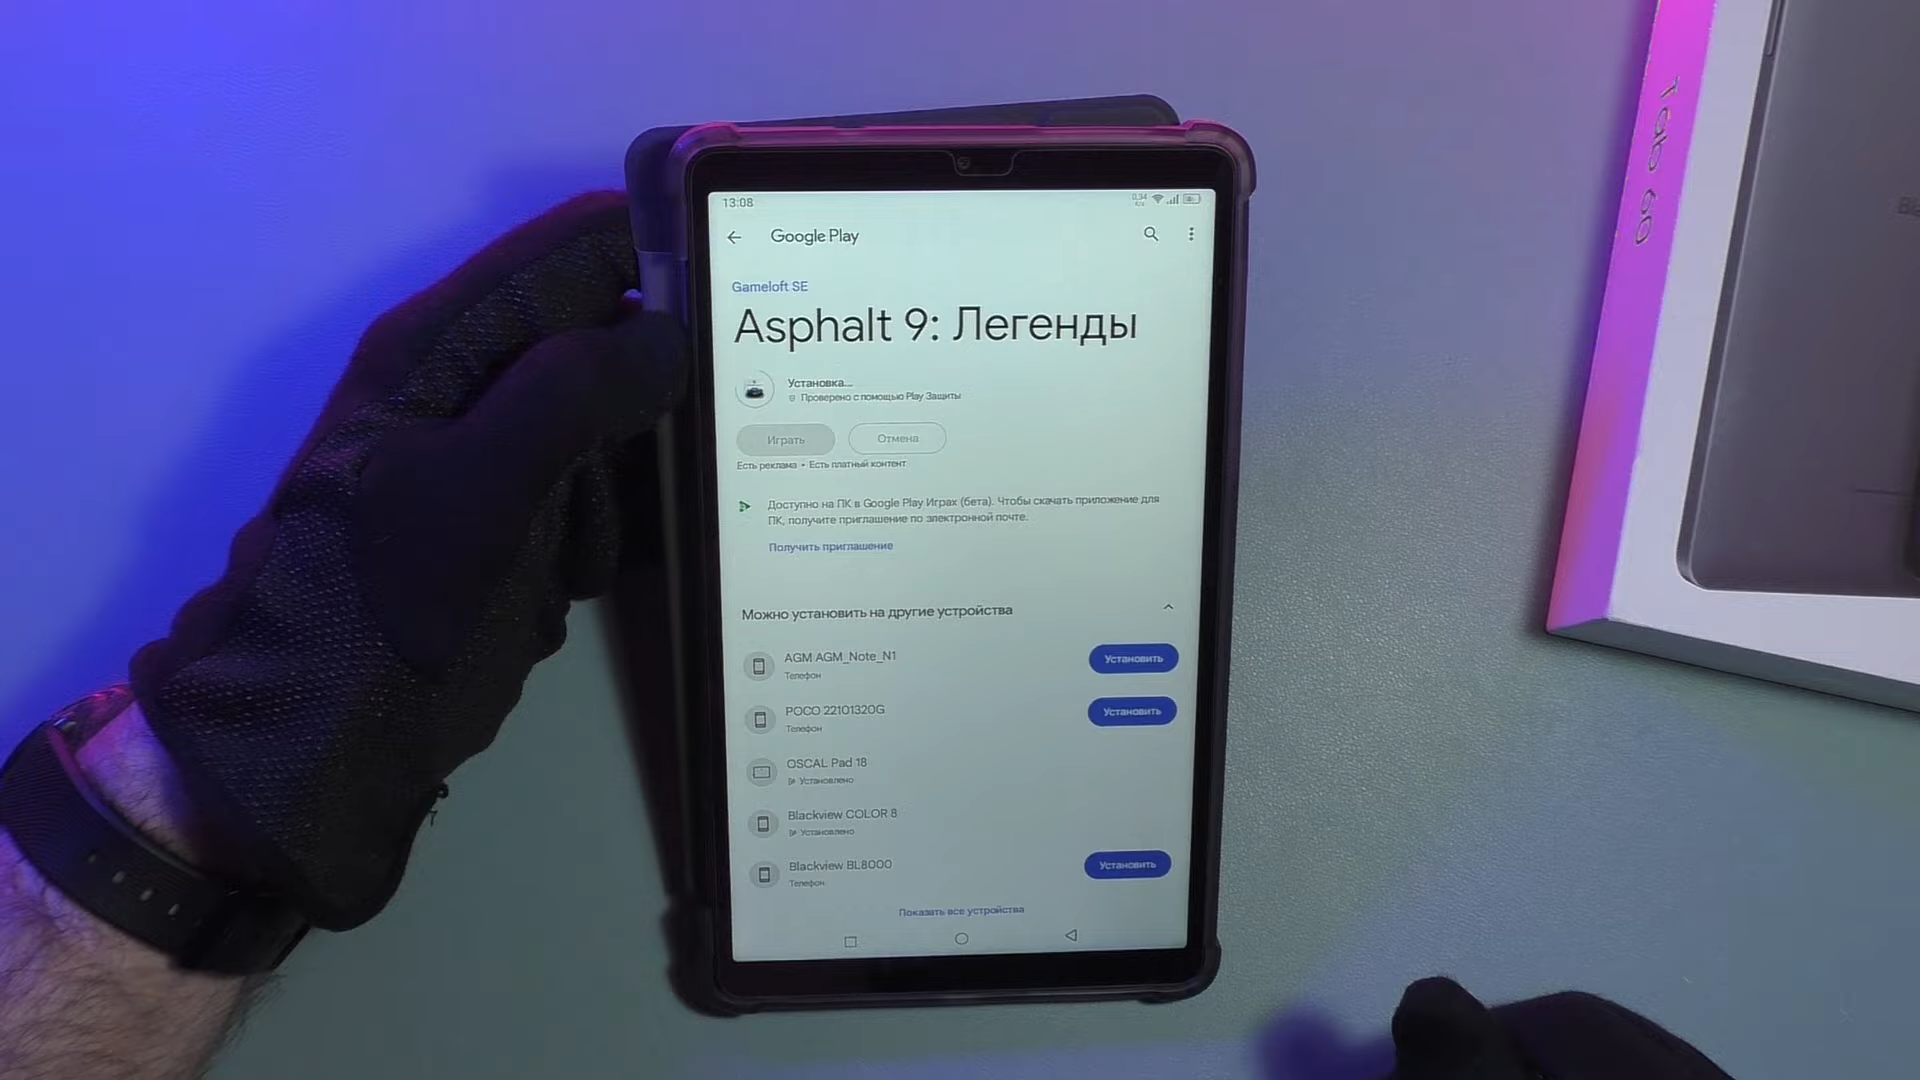 13:08
Google Play
Gameloft SE
Asphalt 9: Легенды
Установка...
Проверено с помощью Play Защиты
Играть
Отмена
Есть реклама • Есть платный контент
Доступно на ПК в Google Play Играх (бета). Чтобы скачать приложение для
ПК, получите приглашение по электронной почте.
Получить приглашение
Можно установить на другие устройства
AGM AGM_Note_N1
Телефон
Установить
POCO 22101320G
Телефон
Установить
OSCAL Pad 18
Установлено
Blackview COLOR 8
Установлено
Blackview BL8000
Телефон
Установить
Показать все устройства
Tab 60